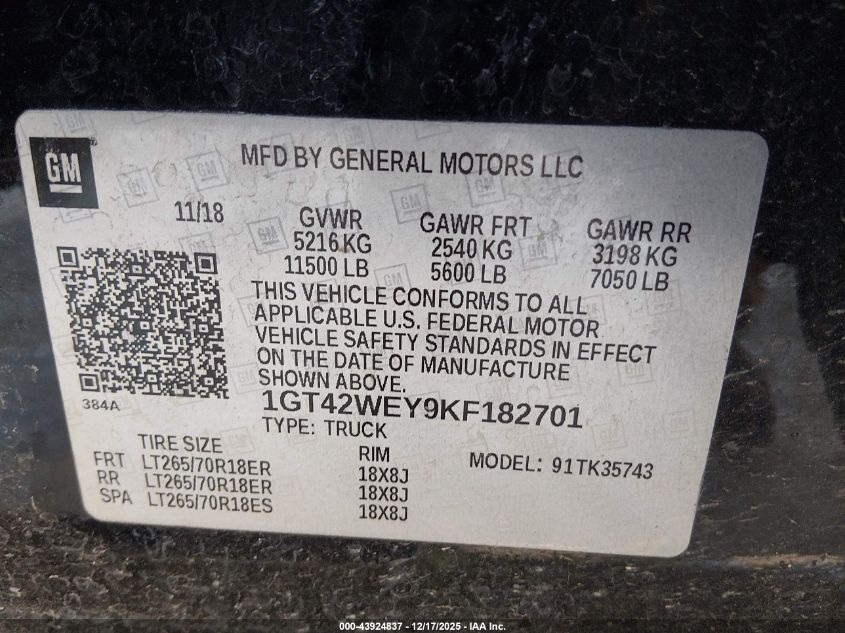 GM
MFD BY GENERAL MOTORS LLC
11/18
GVWR
5216 KG
11500 LB
GAWR FRT
2540 KG
5600 LB
GAWR RR
3198 KG
7050 LB
THIS VEHICLE CONFORMS TO ALL
APPLICABLE U.S. FEDERAL MOTOR
VEHICLE SAFETY STANDARDS IN EFFECT
ON THE DATE OF MANUFACTURE
SHOWN ABOVE.
384A
1GT42WEY9KF182701
TYPE: TRUCK
TIRE SIZE RIM
MODEL: 91TK35743
FRT LT265/70R18ER 18X8J
RR LT265/70R18ER 18X8J
SPA LT265/70R18ES 18X8J
000-43924837 - 12/17/2025 - IAA Inc.